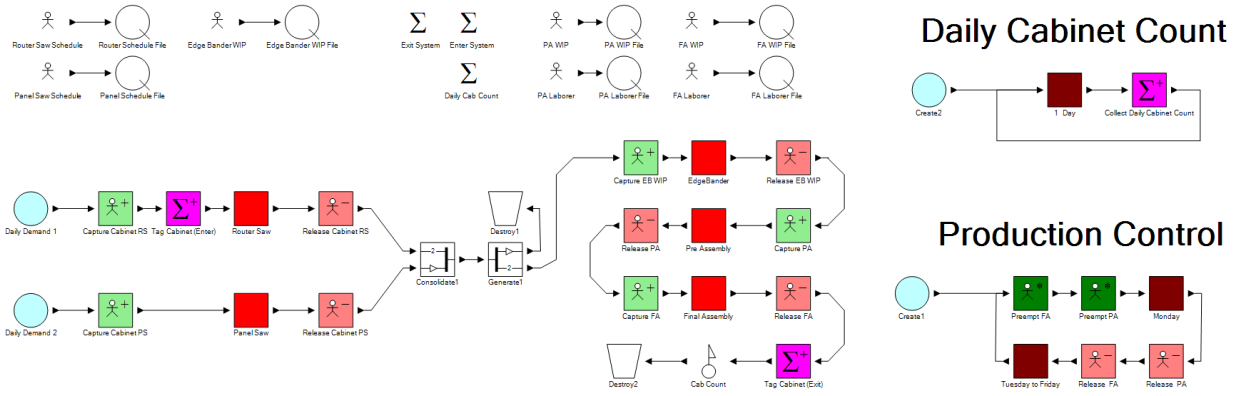 Router Saw Schedule
Router Schedule File
Edge Bander WIP
Edge Bander WIP File
Exit System
Enter System
PA WIP
PA WIP File
FA WIP
FA WIP File
Panel Saw Schedule
Panel Schedule File
Daily Cab Count
PA Laborer
PA Laborer File
FA Laborer
FA Laborer File
Daily Cabinet Count
Create2
1 Day
Σ+
Collect Daily Cabinet Count
Capture EB WIP
EdgeBander
Release EB WIP
Daily Demand 1
Capture Cabinet RS
Σ+
Tag Cabinet (Enter)
Router Saw
Release Cabinet RS
Destroy1
Release PA
Pre Assembly
Capture PA
2
Consolidate1
2
Generate1
Daily Demand 2
Capture Cabinet PS
Panel Saw
Release Cabinet PS
Capture FA
Final Assembly
Release FA
Destroy2
Cab Count
Σ+
Tag Cabinet (Exit)
Production Control
Create1
Preempt FA
Preempt PA
Monday
Tuesday to Friday
Release FA
Release PA